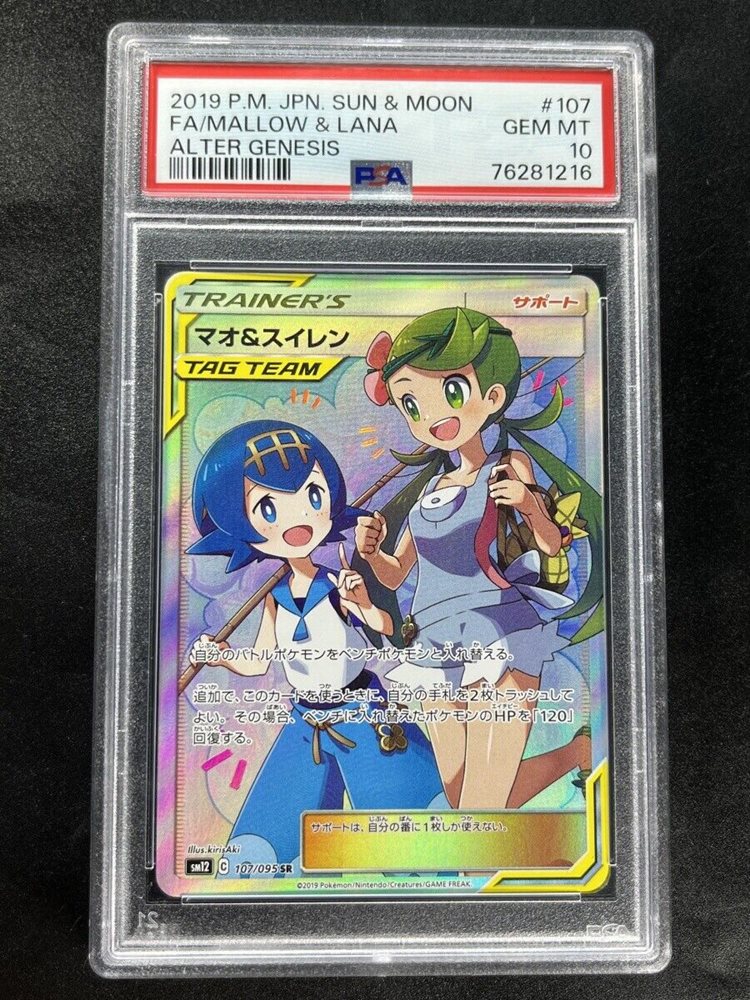 2019 P.M. JPN. SUN & MOON #107
FA/MALLOW & LANA GEM MT
ALTER GENESIS 10
PSA 76281216
TRAINER'S サポート
マオ&スイレン
TAG TEAM
自分のバトルポケモンをベンチポケモンと入れ替える。
追加で、このカードを使うときに、自分の手札を2枚トラッシュして
よい。その場合、ベンチに入れ替えたポケモンのHPを「120」
回復する。
サポートは、自分の番に1枚しか使えない。
Illus.kirisAki
sm12 C 107/095 SR
©2019 Pokémon/Nintendo/Creatures/GAME FREAK.